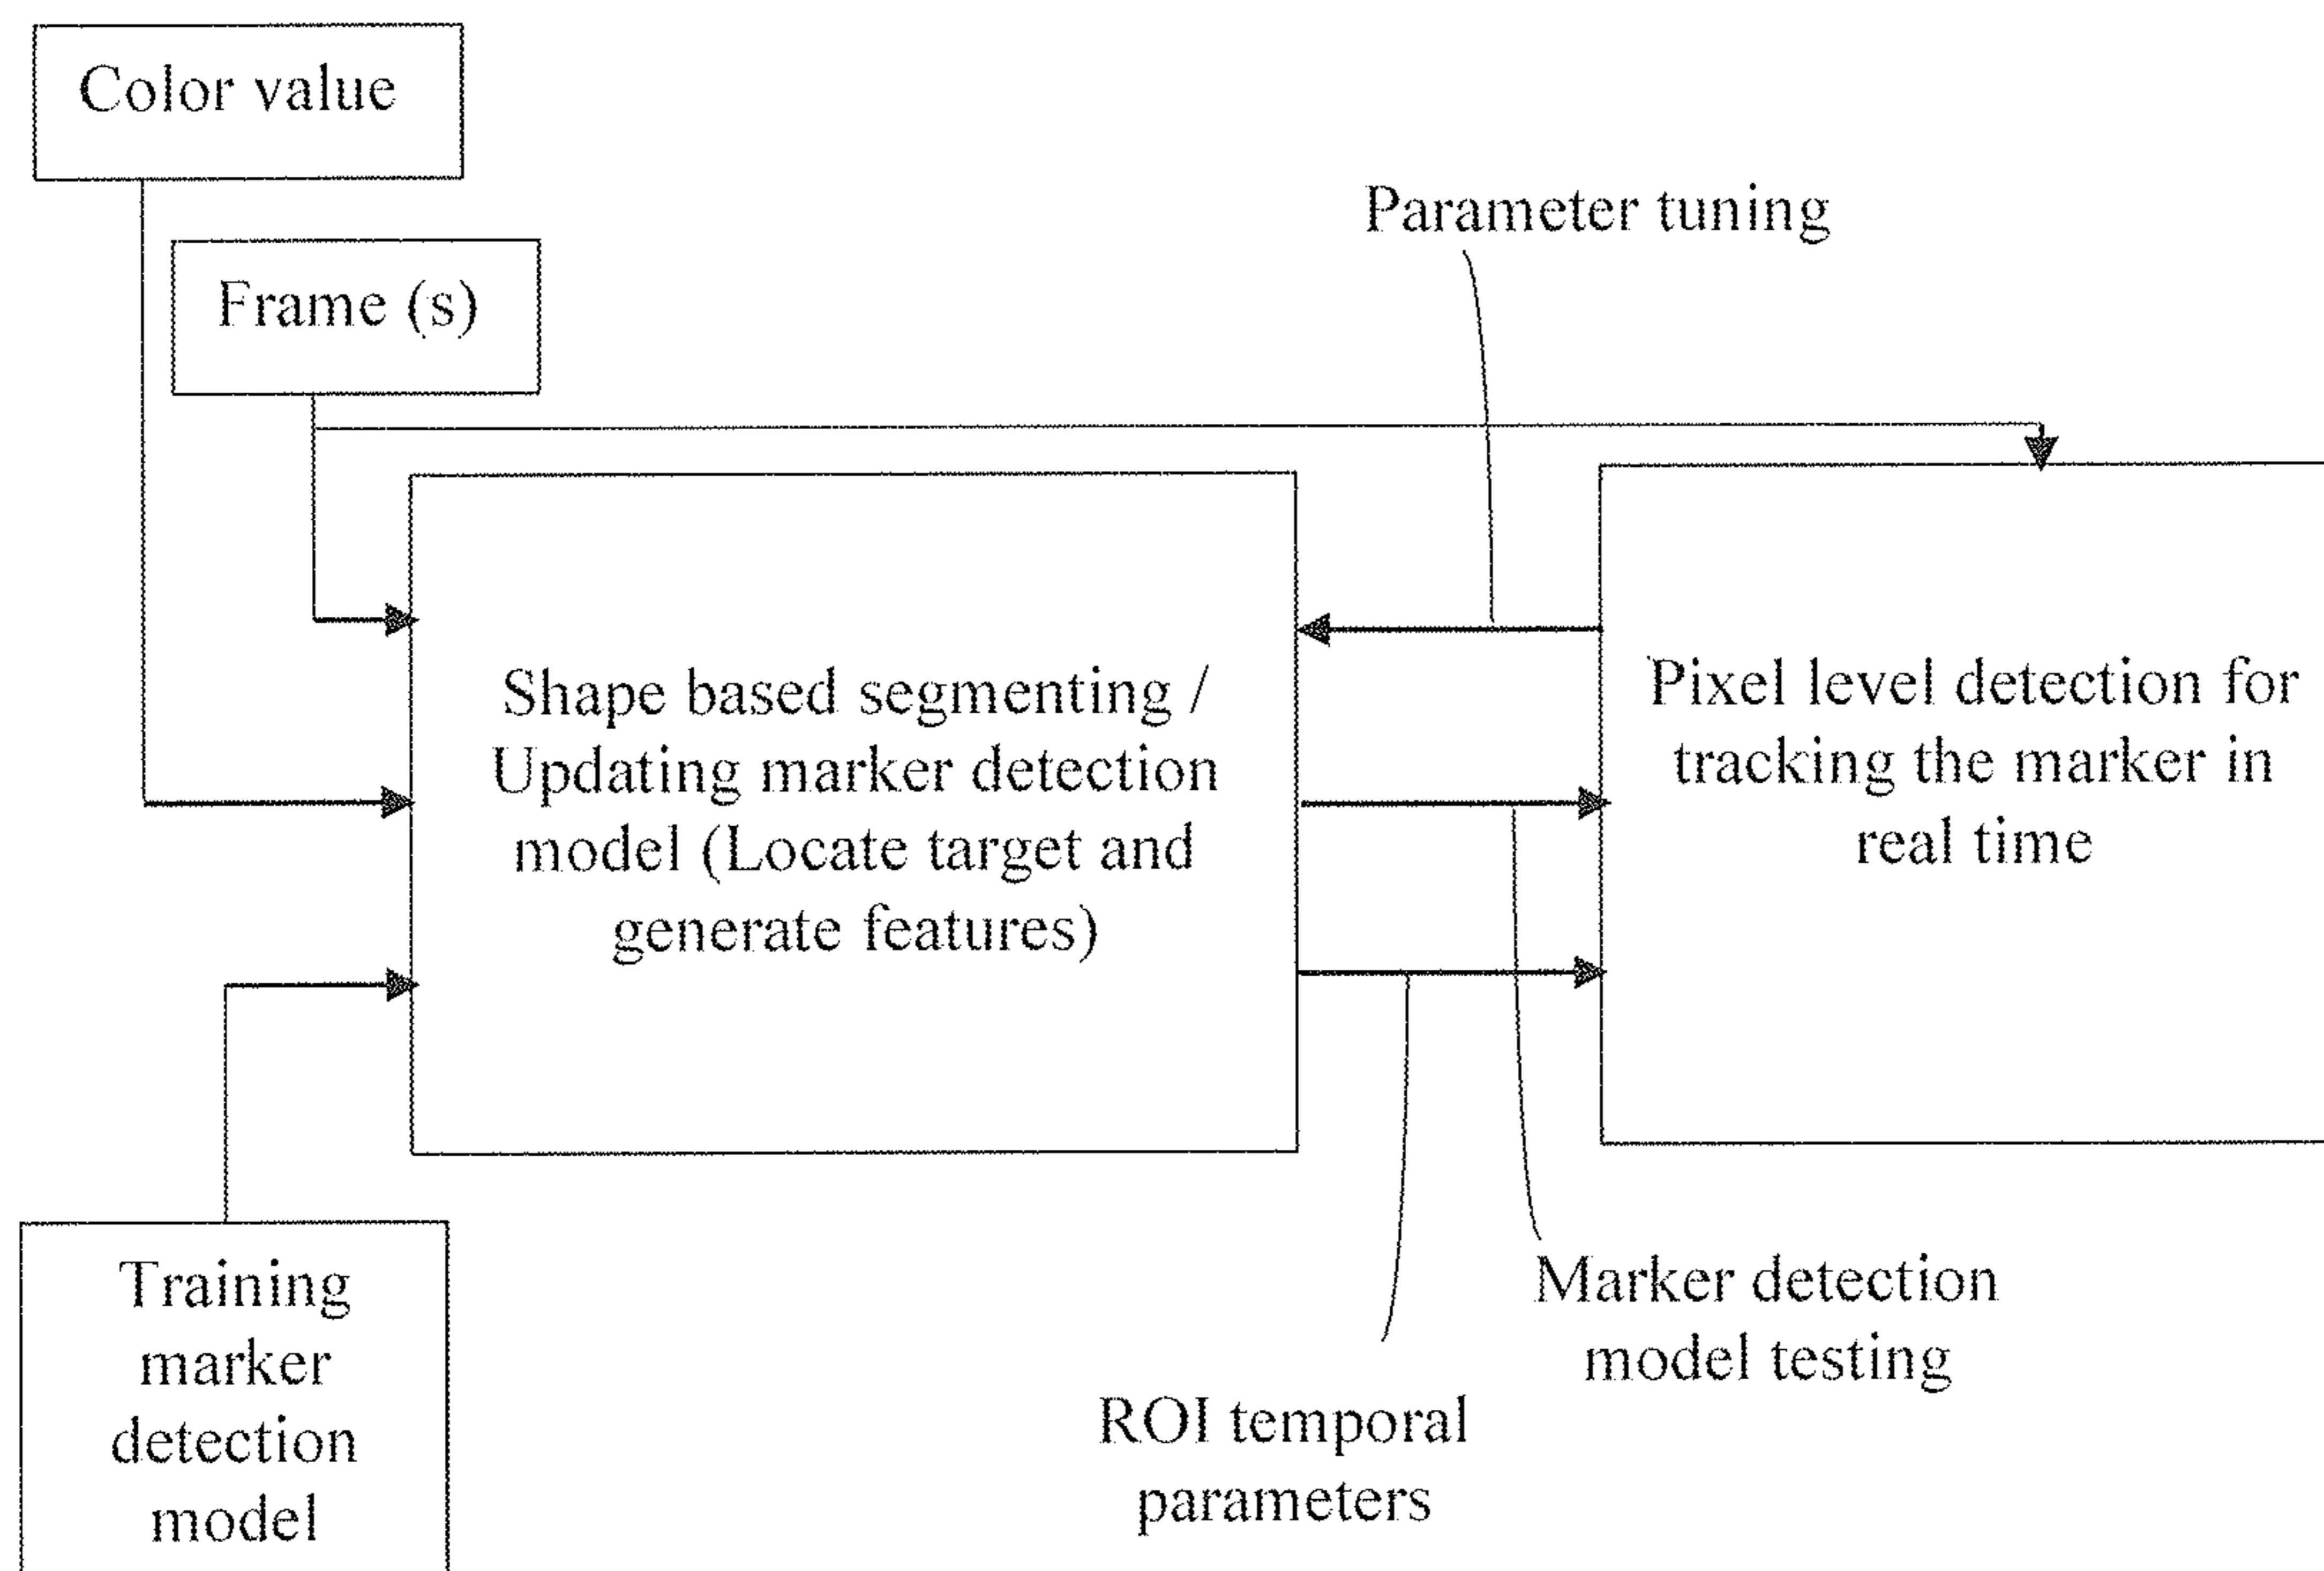 Color value
Parameter tuning
Frame (s)
Shape based segmenting /
Updating marker detection
model (Locate target and
generate features)
Pixel level detection for
tracking the marker in
real time
Training
marker
detection
model
Marker detection
model testing
ROI temporal
parameters